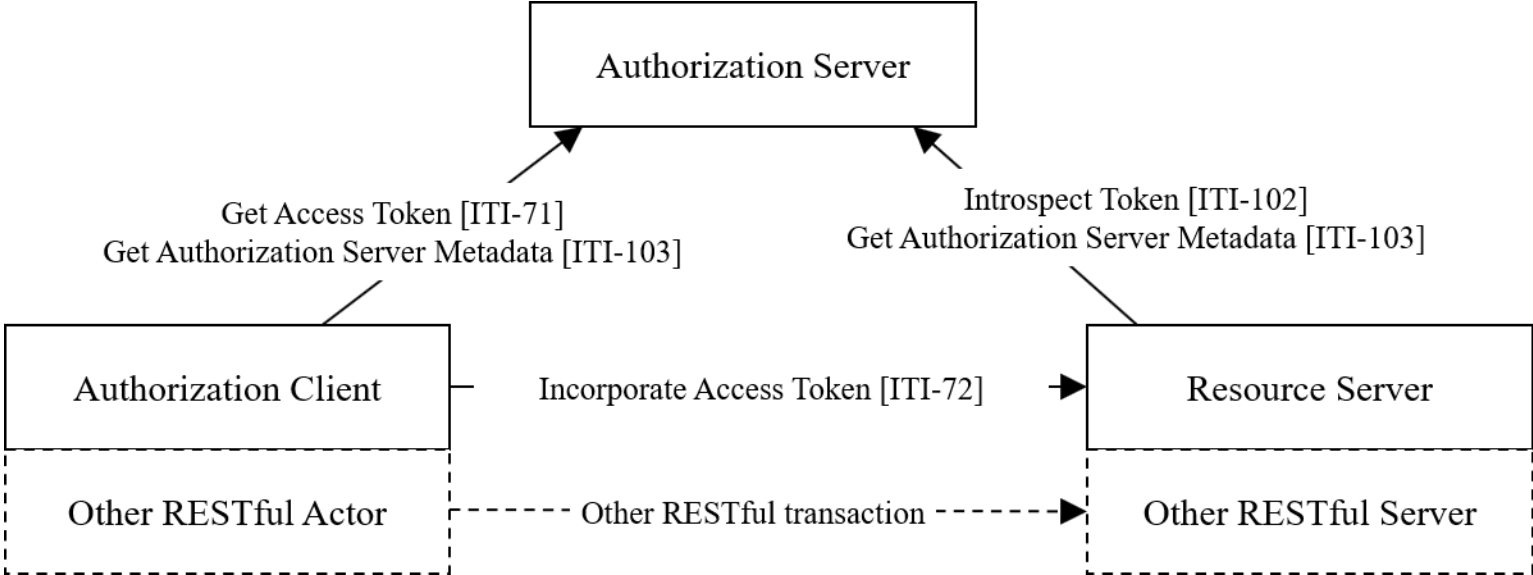 Authorization Server
Get Access Token [ITI-71]
Get Authorization Server Metadata [ITI-103]
Introspect Token [ITI-102]
Get Authorization Server Metadata [ITI-103]
Authorization Client
Incorporate Access Token [ITI-72]
Resource Server
Other RESTful Actor
Other RESTful transaction
Other RESTful Server